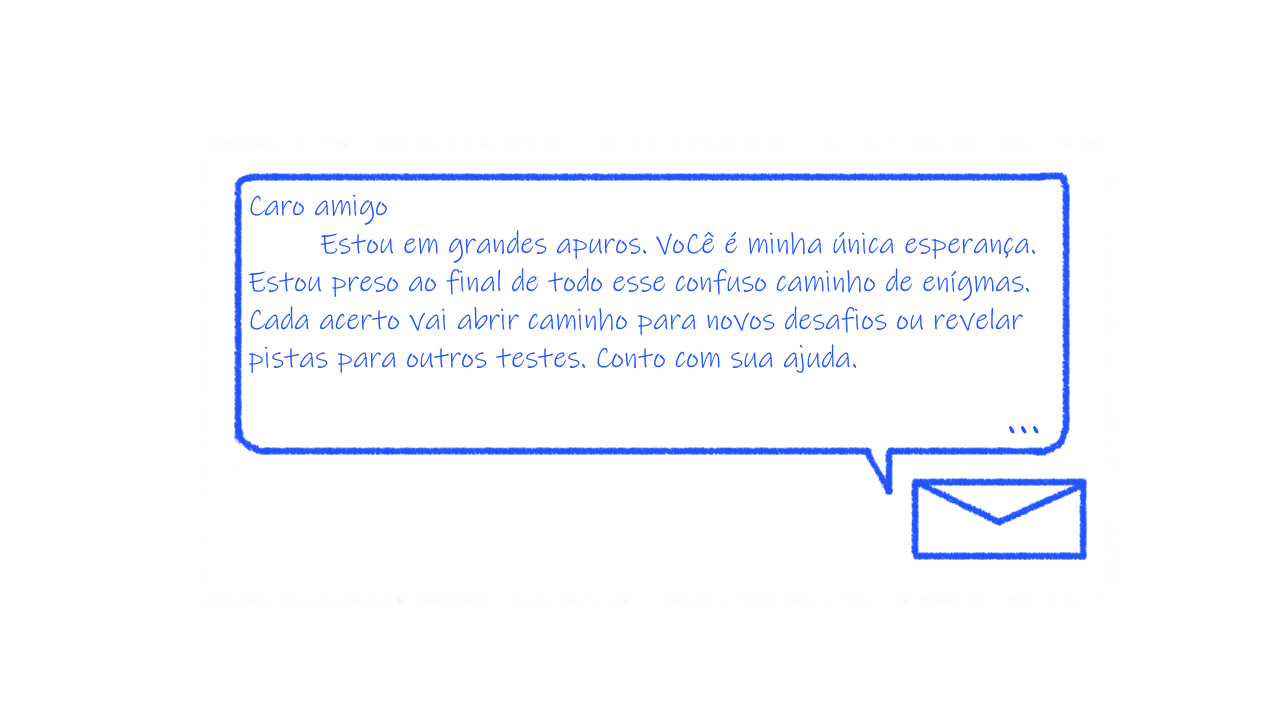 Caro amigo
Estou em grandes apuros. VoCê é minha única esperança.
Estou preso ao final de todo esse confuso caminho de enígmas.
Cada acerto vai abrir caminho para novos desafios ou revelar
pistas para outros testes. Conto com sua ajuda.
...